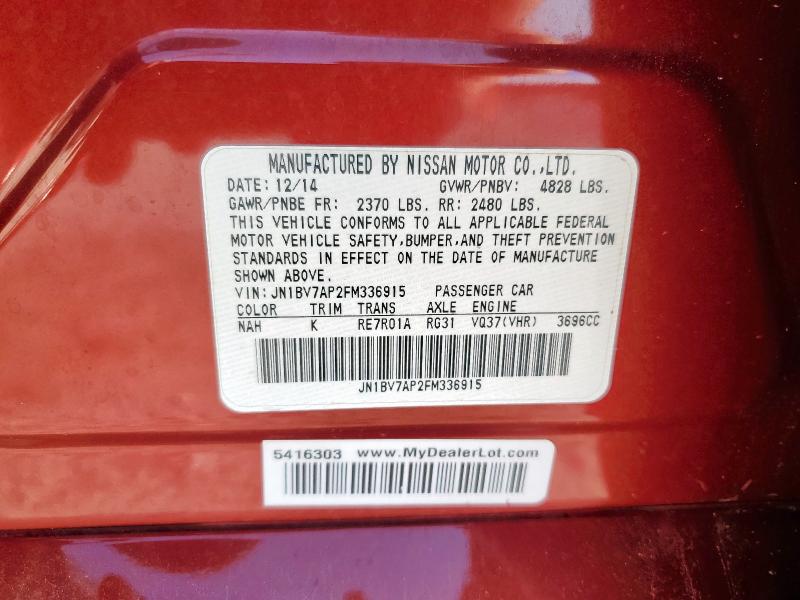 MANUFACTURED BY NISSAN MOTOR CO.,LTD.
DATE: 12/14 GVWR/PNBV: 4828 LBS.
GAWR/PNBE FR: 2370 LBS. RR: 2480 LBS.
THIS VEHICLE CONFORMS TO ALL APPLICABLE FEDERAL
MOTOR VEHICLE SAFETY,BUMPER,AND THEFT PREVENTION
STANDARDS IN EFFECT ON THE DATE OF MANUFACTURE
SHOWN ABOVE.
VIN:JN1BV7AP2FM336915 PASSENGER CAR
COLOR TRIM TRANS AXLE ENGINE
NAH K RE7R01A RG31 VQ37(VHR) 3696CC
JN1BV7AP2FM336915
5416303 www.MyDealerLot.com